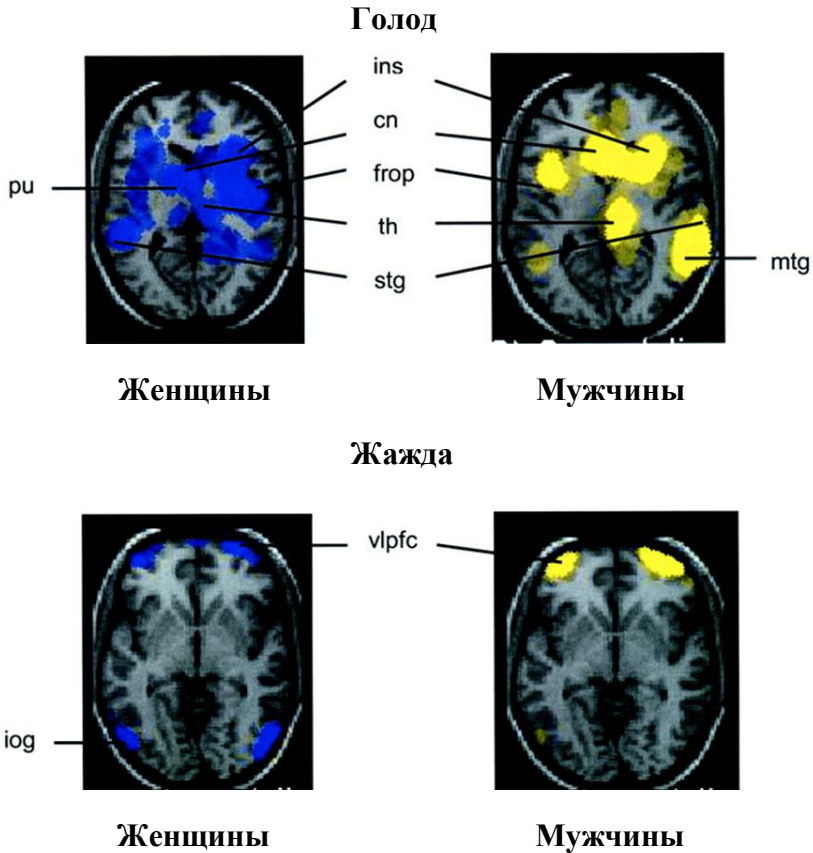 Голод
ins
cn
pu
frop
th
stg
mtg
Женщины Мужчины
Жажда
vlpfc
iog
Женщины Мужчины